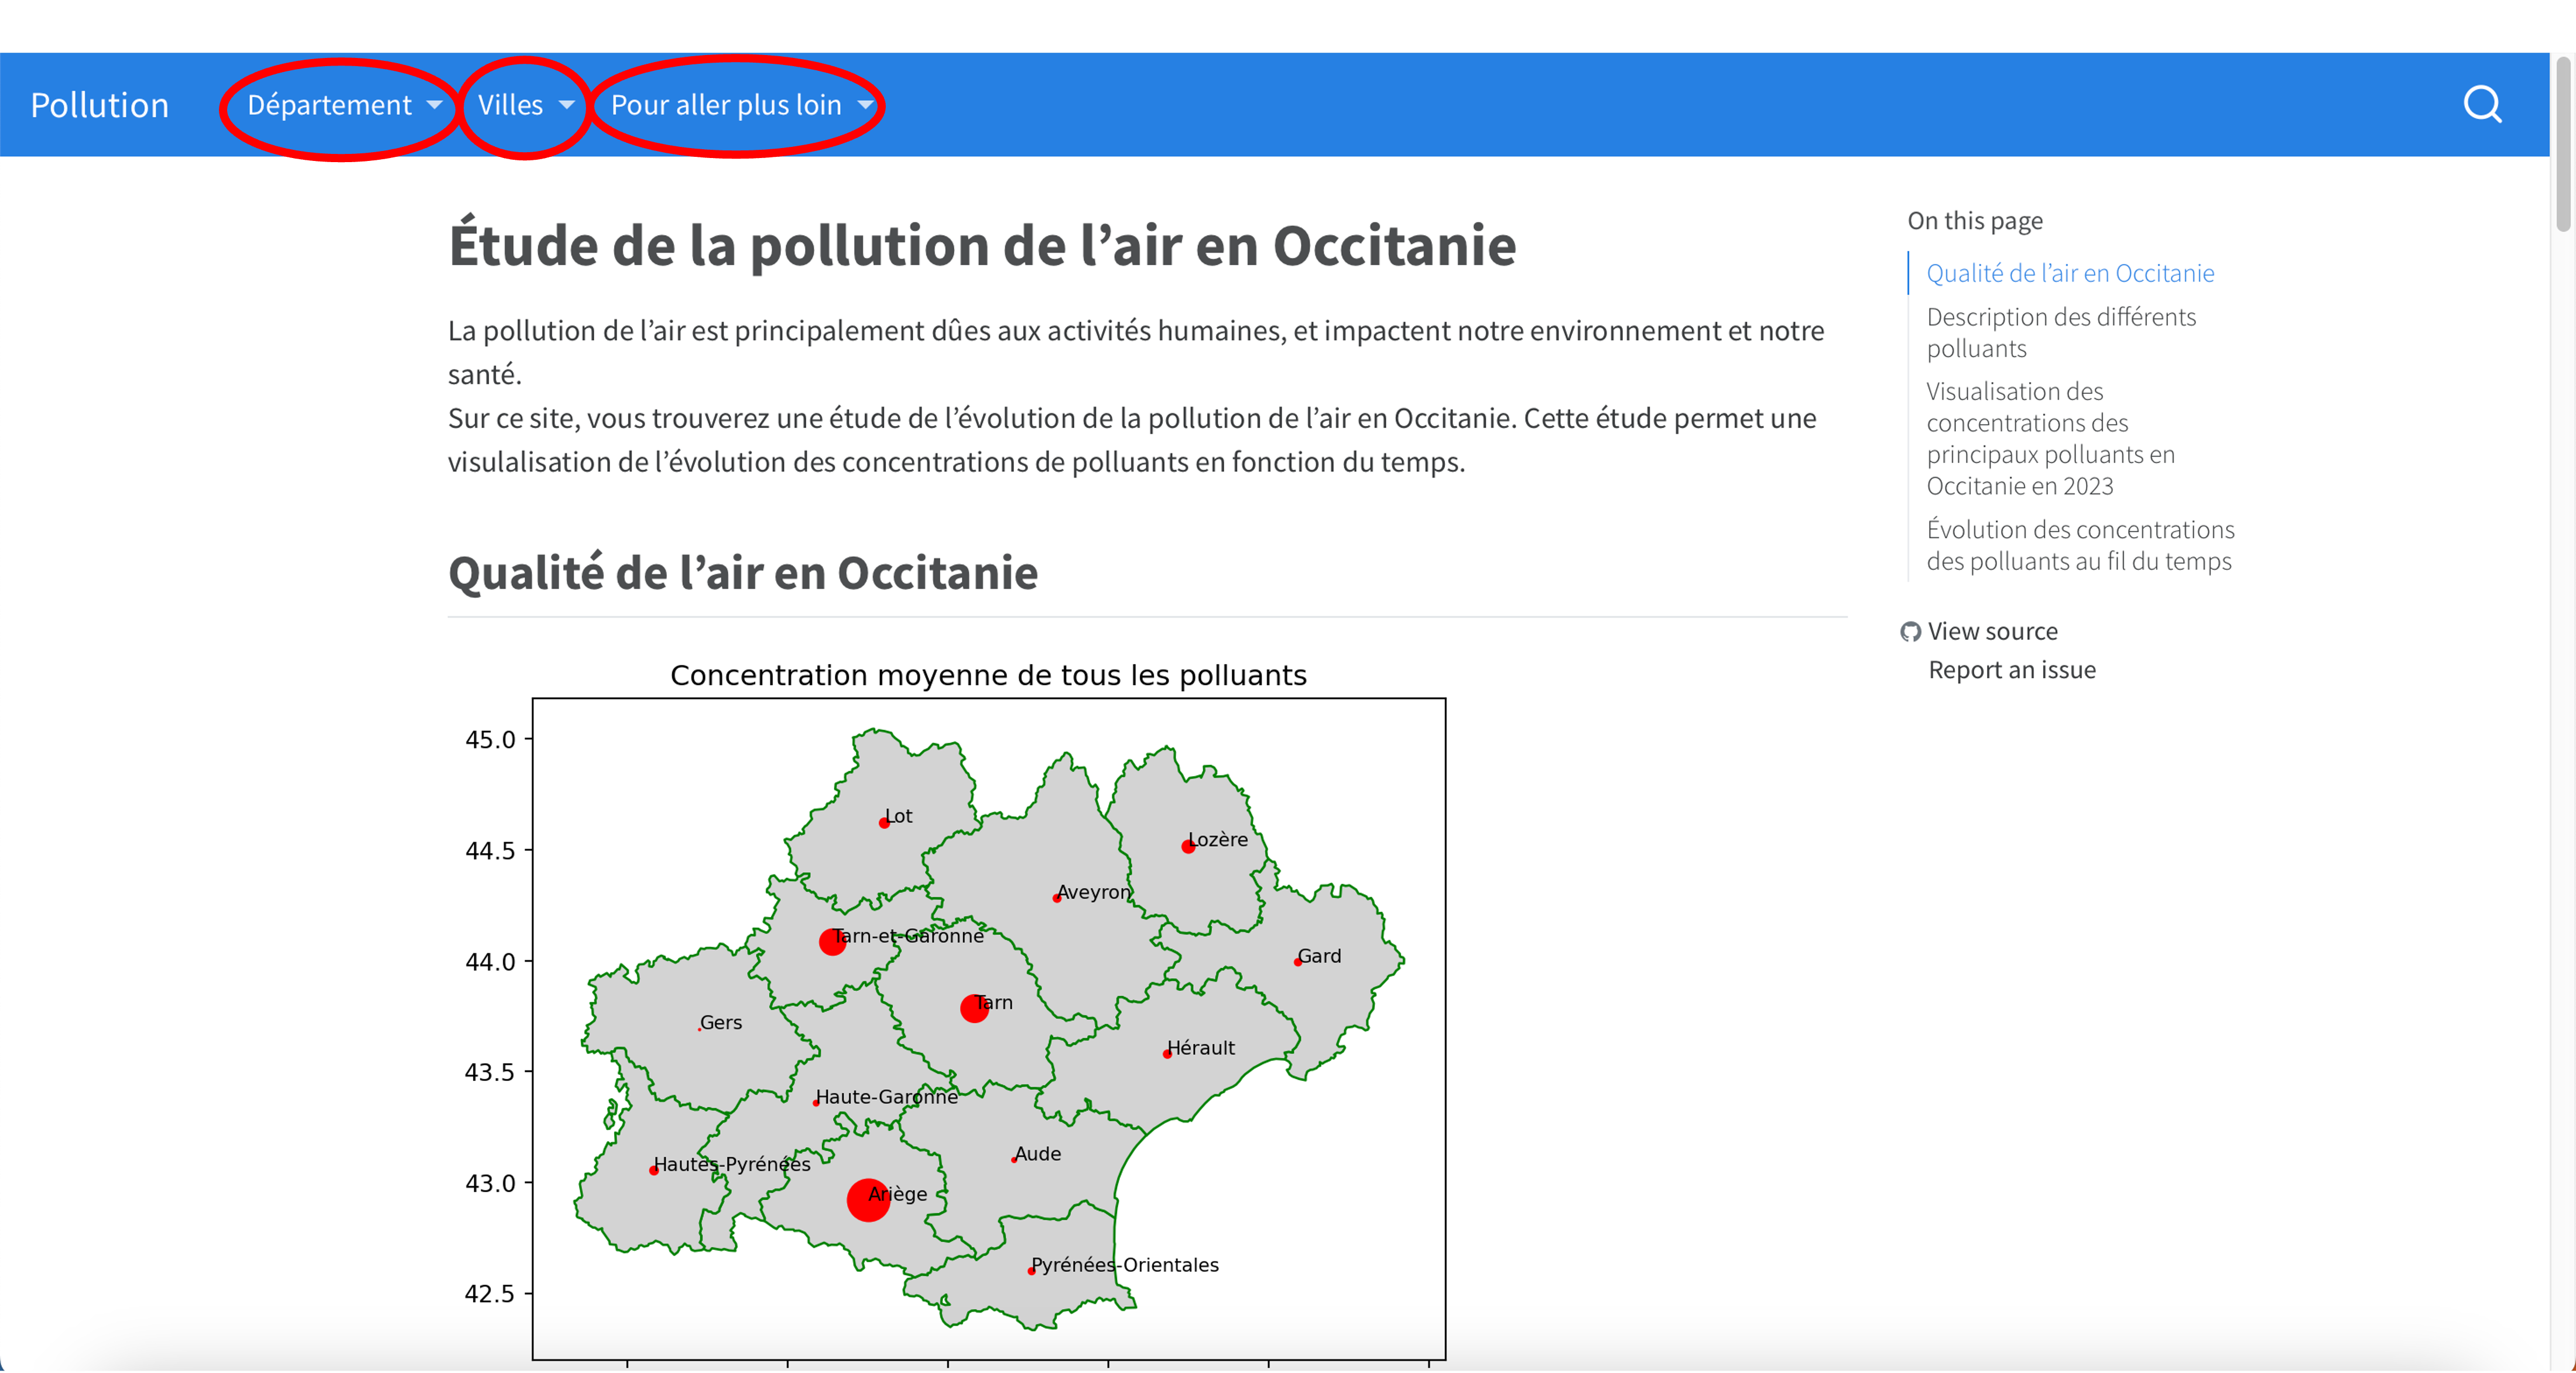 Pollution Département Villes Pour aller plus loin
Étude de la pollution de l’air en Occitanie
La pollution de l’air est principalement dûes aux activités humaines, et impactent notre environnement et notre
santé.
Sur ce site, vous trouverez une étude de l’évolution de la pollution de l’air en Occitanie. Cette étude permet une
visulalisation de l’évolution des concentrations de polluants en fonction du temps.
Qualité de l’air en Occitanie
Concentration moyenne de tous les polluants
45.0
44.5
44.0
43.5
43.0
42.5
Lot
Lozère
Aveyron
Tarn-et-Garonne
Gard
Tarn
Gers
Hérault
Haute-Garonne
Aude
Hautes-Pyrénées
Ariège
Pyrénées-Orientales
On this page
Qualité de l’air en Occitanie
Description des différents
polluants
Visualisation des
concentrations des
principaux polluants en
Occitanie en 2023
Évolution des concentrations
des polluants au fil du temps
View source
Report an issue